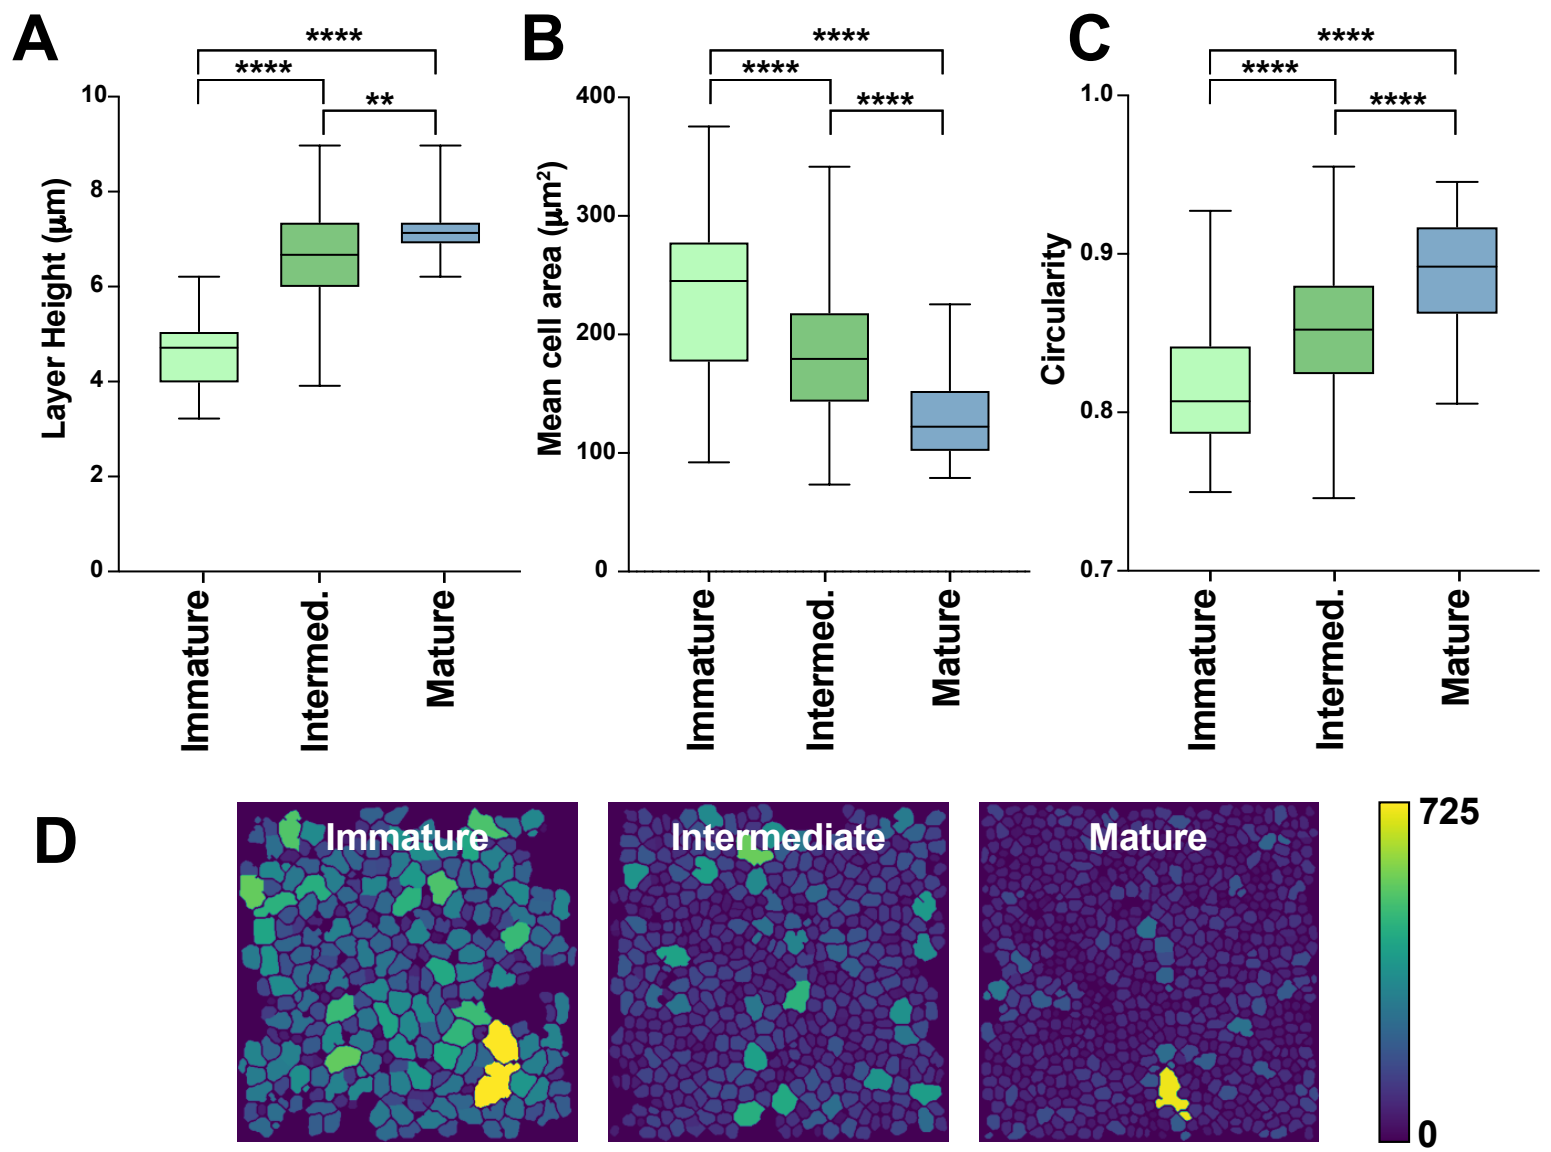 A
B
C
****
****
**
****
****
****
****
****
****
10
8
6
4
2
0
Layer Height (μm)
Immature
Intermed.
Mature
400
300
200
100
0
Mean cell area (μm²)
Immature
Intermed.
Mature
1.0
0.9
0.8
0.7
Circularity
Immature
Intermed.
Mature
D
Immature
Intermediate
Mature
725
0